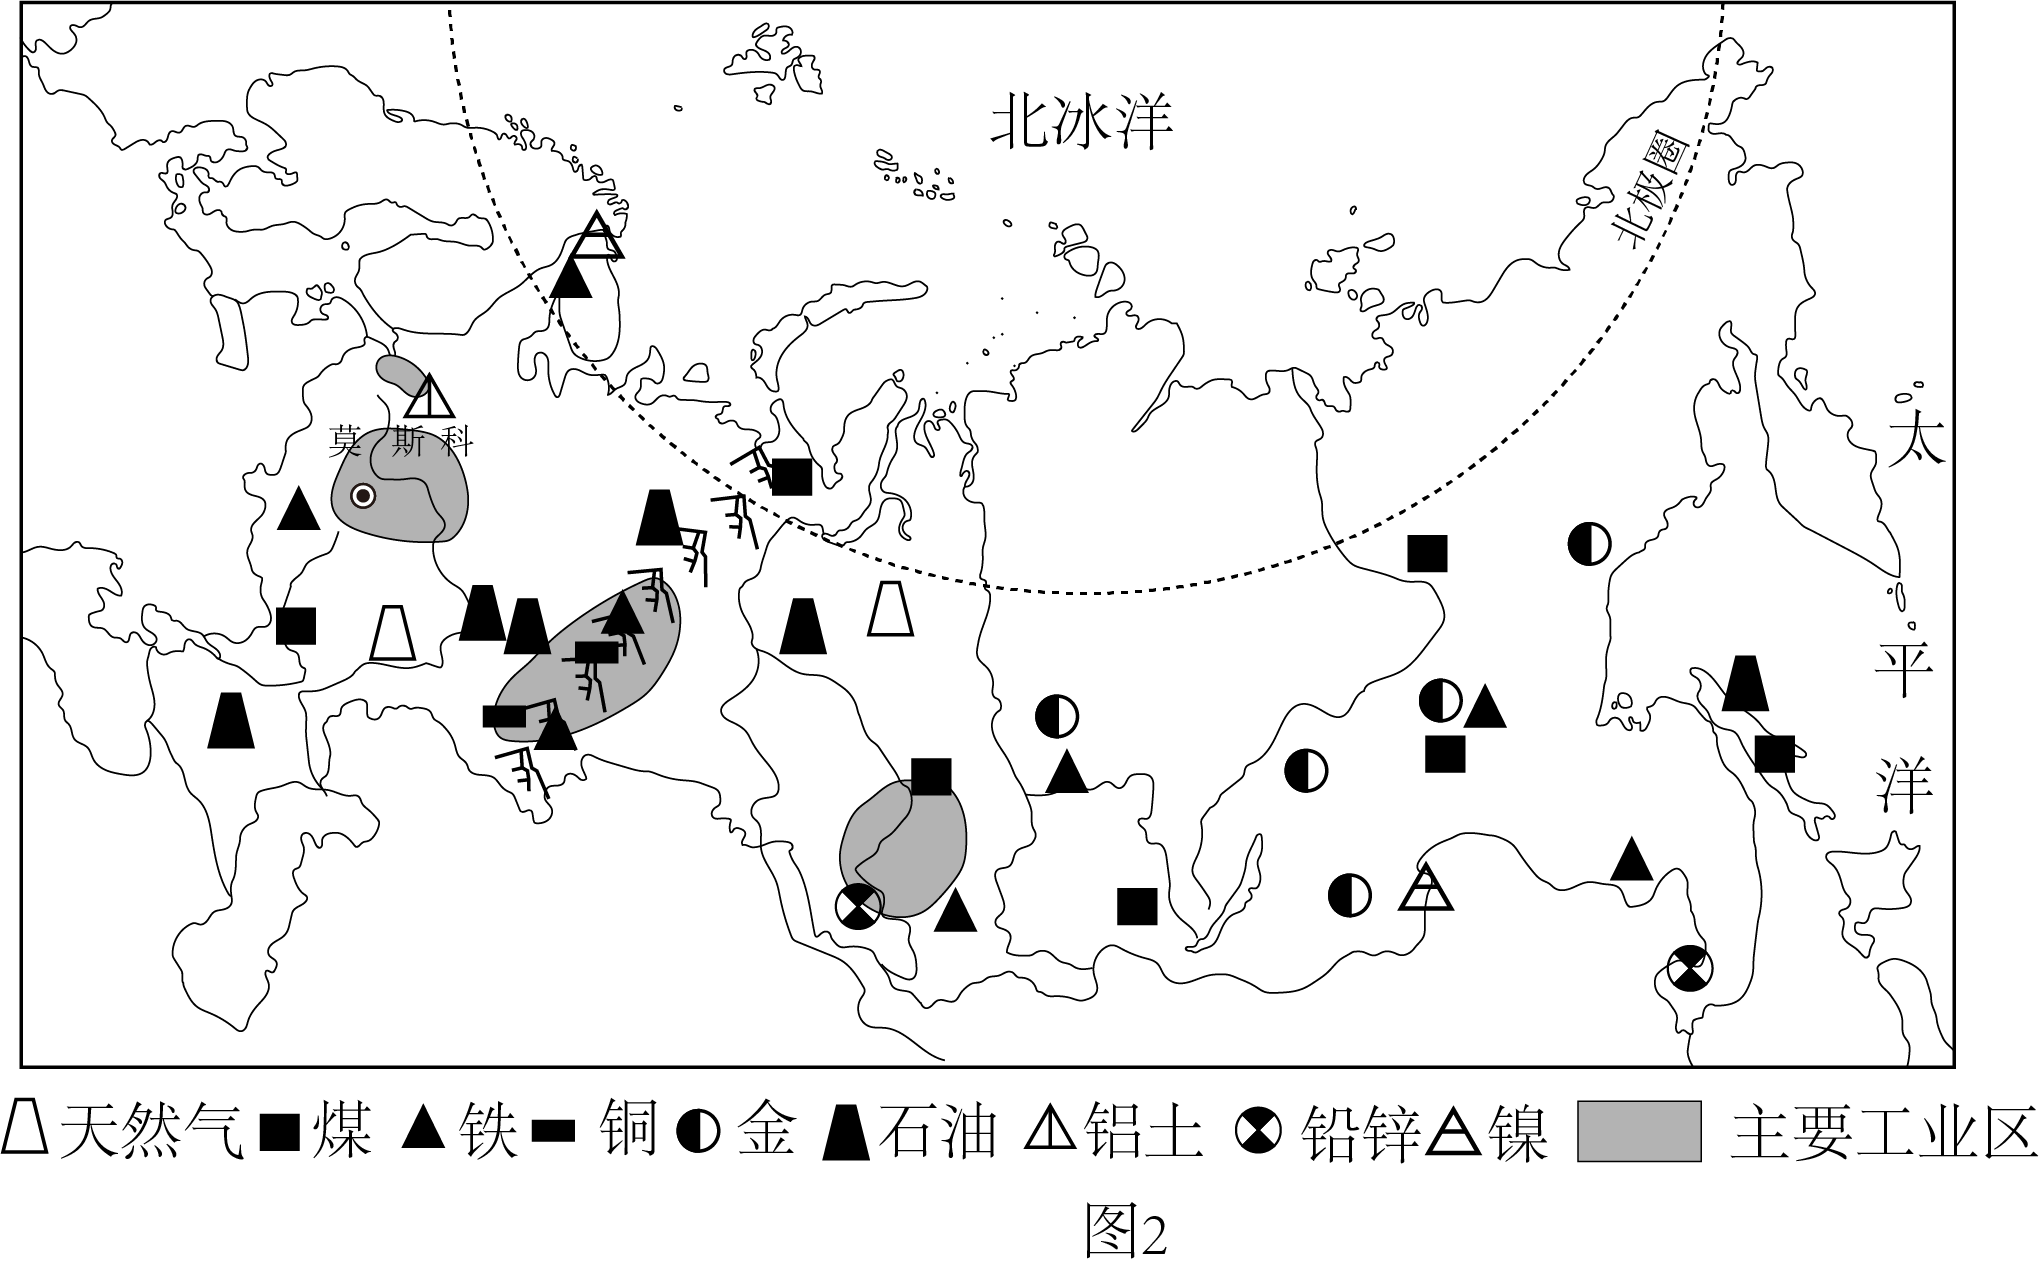 北冰洋
北极圈
莫斯科
太平洋
天然气 煤 铁 铜 金 石油 铝土 铅锌 镍 主要工业区
图2